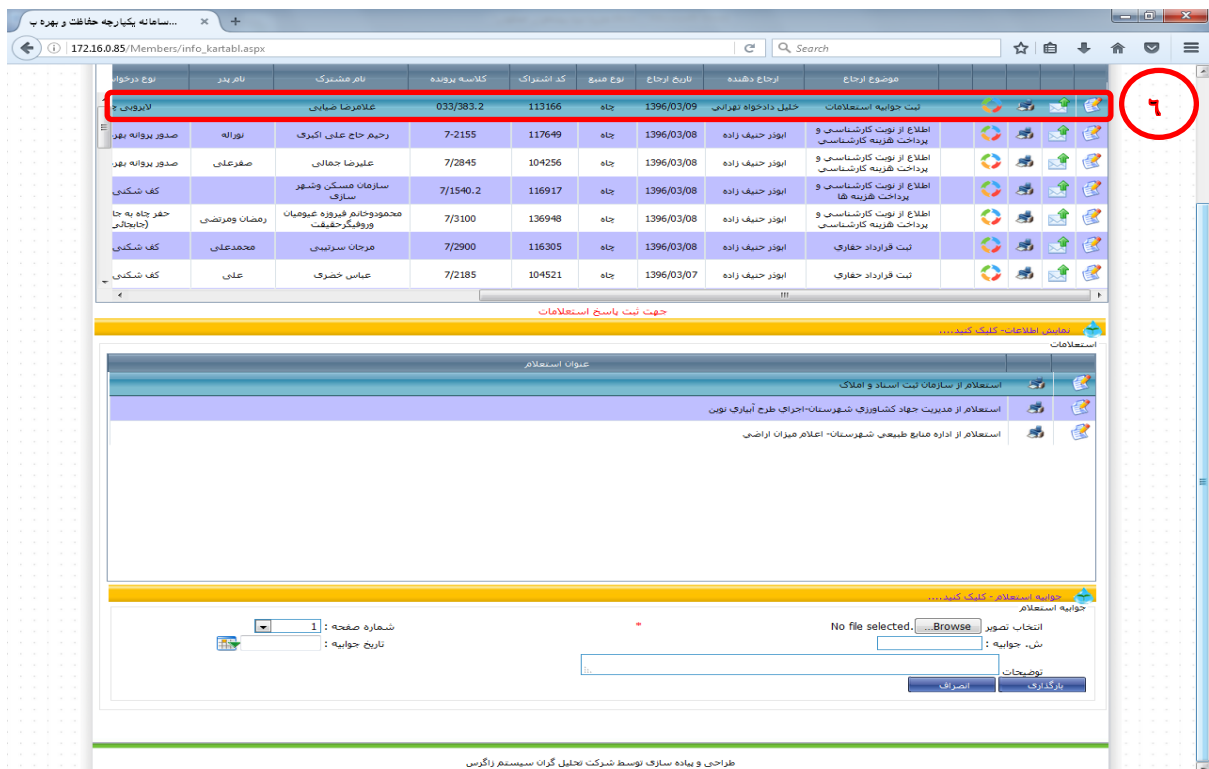 ساهانه یکپارچه حفاظت و بهره ب...
172.16.0.85/Members/info_kartabl.aspx
Search
موضوع ارجاع ارجاع دهنده تاریخ ارجاع نوع منبع کد اشتراک کلاسه پرونده نام مشترک نام پدر نوع درخواس
ثبت جوابیه استعلامات خلیل دادخواه تهرانی 1396/03/09 چاه 113166 033/383.2 غلامرضا ضیایی لایروبی چ
٦
اطلاع از نوبت کارشناسی و پرداخت هزینه کارشناسی ابوذر حنیف زاده 1396/03/08 چاه 117649 7-2155 رحیم حاج علی اکبری نوراله صدور پروانه بهر
اطلاع از نوبت کارشناسی و پرداخت هزینه کارشناسی ابوذر حنیف زاده 1396/03/08 چاه 104256 7/2845 علیرضا جمالی صفرعلی صدور پروانه بهر
اطلاع از نوبت کارشناسی و پرداخت هزینه ها ابوذر حنیف زاده 1396/03/08 چاه 116917 7/1540.2 سازمان مسکن وشهر سازی کف شکنی
اطلاع از نوبت کارشناسی و پرداخت هزینه کارشناسی ابوذر حنیف زاده 1396/03/08 چاه 136948 7/3100 محمودوخانم فیروزه عیومیان وروفیگرحقیقت رمضان ومرتضی حفر چاه به جا (جابجائی
ثبت قرارداد حفاری ابوذر حنیف زاده 1396/03/08 چاه 116305 7/2900 مرجان سرتیپی محمدعلی کف شکنی
ثبت قرارداد حفاری ابوذر حنیف زاده 1396/03/07 چاه 104521 7/2185 عباس خضری علی کف شکنی
جهت ثبت پاسخ استعلامات
نمایش اطلاعات- کلیک کنید....
استعلامات
عنوان استعلام
استعلام از سازمان ثبت اسناد و املاک
استعلام از مدیریت جهاد کشاورزی شهرستان-اجرای طرح آبیاری نوین
استعلام از اداره منابع طبیعی شهرستان- اعلام میزان اراضی
جوابیه استعلام - کلیک کنید....
جوابیه استعلام
انتخاب تصویر Browse... No file selected. * شماره صفحه : 1
ش. جوابیه : تاریخ جوابیه :
توضیحات
بارگذاری انصراف
طراحی و پیاده سازی توسط شرکت تحلیل گران سیستم زاگرس